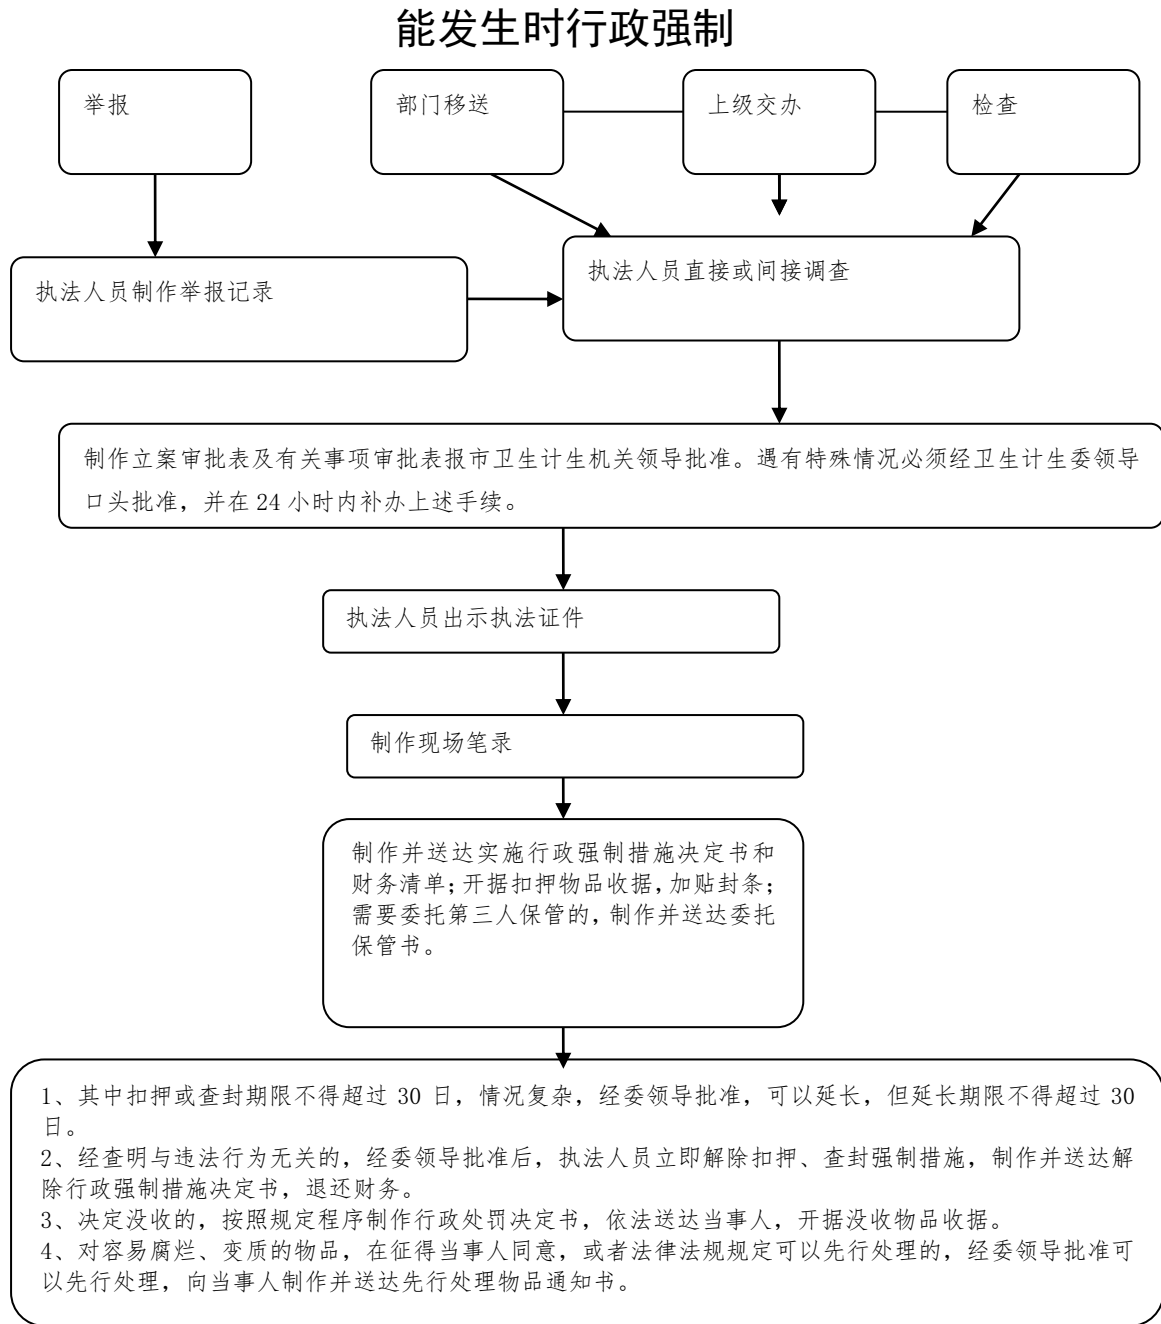 能发生时行政强制
举报
部门移送
上级交办
检查
执法人员制作举报记录
执法人员直接或间接调查
制作立案审批表及有关事项审批表报市卫生计生机关领导批准。遇有特殊情况必须经卫生计生委领导
口头批准，并在 24 小时内补办上述手续。
执法人员出示执法证件
制作现场笔录
制作并送达实施行政强制措施决定书和
财务清单；开据扣押物品收据，加贴封条；
需要委托第三人保管的，制作并送达委托
保管书。
1、其中扣押或查封期限不得超过 30 日，情况复杂，经委领导批准，可以延长，但延长期限不得超过 30
日。
2、经查明与违法行为无关的，经委领导批准后，执法人员立即解除扣押、查封强制措施，制作并送达解
除行政强制措施决定书，退还财务。
3、决定没收的，按照规定程序制作行政处罚决定书，依法送达当事人，开据没收物品收据。
4、对容易腐烂、变质的物品，在征得当事人同意，或者法律法规规定可以先行处理的，经委领导批准可
以先行处理，向当事人制作并送达先行处理物品通知书。